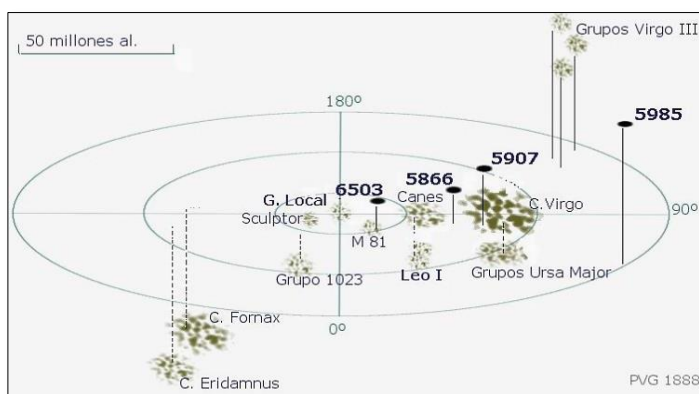 50 millones al.
Grupos Virgo III
180º
5985
5907
5866
6503
G. Local
Canes
C.Virgo
Sculptor
90º
M 81
Grupo 1023
Leo I
Grupos Ursa Major
C. Fornax
0º
C. Eridamnus
PVG 1888